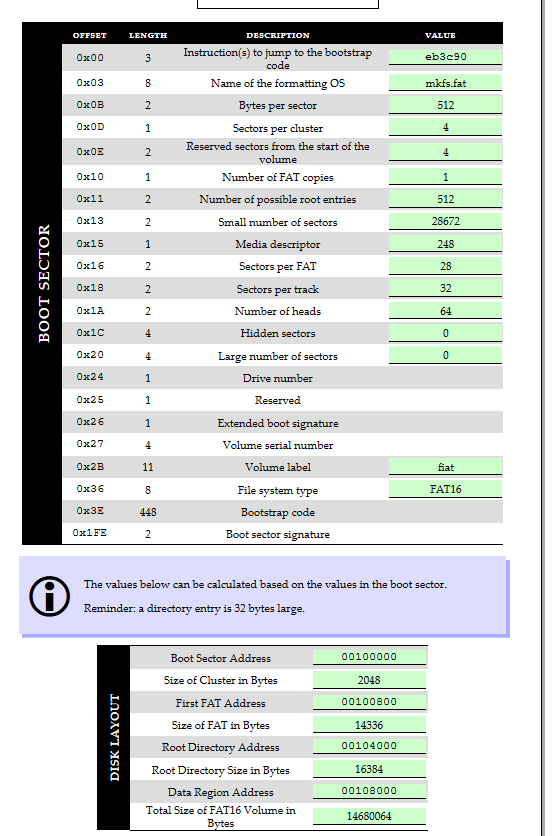 OFFSET LENGTH DESCRIPTION VALUE
0x00 3 Instruction(s) to jump to the bootstrap code eb3c90
0x03 8 Name of the formatting OS mkfs.fat
0x0B 2 Bytes per sector 512
0x0D 1 Sectors per cluster 4
0x0E 2 Reserved sectors from the start of the volume 4
0x10 1 Number of FAT copies 1
0x11 2 Number of possible root entries 512
0x13 2 Small number of sectors 28672
0x15 1 Media descriptor 248
0x16 2 Sectors per FAT 28
0x18 2 Sectors per track 32
0x1A 2 Number of heads 64
0x1C 4 Hidden sectors 0
0x20 4 Large number of sectors 0
0x24 1 Drive number
0x25 1 Reserved
0x26 1 Extended boot signature
0x27 4 Volume serial number
0x2B 11 Volume label fiat
0x36 8 File system type FAT16
0x3E 448 Bootstrap code
0x1FE 2 Boot sector signature
BOOT SECTOR
The values below can be calculated based on the values in the boot sector.
Reminder: a directory entry is 32 bytes large.
Boot Sector Address 00100000
Size of Cluster in Bytes 2048
First FAT Address 00100800
Size of FAT in Bytes 14336
Root Directory Address 00104000
Root Directory Size in Bytes 16384
Data Region Address 00108000
Total Size of FAT16 Volume in Bytes 14680064
DISK LAYOUT